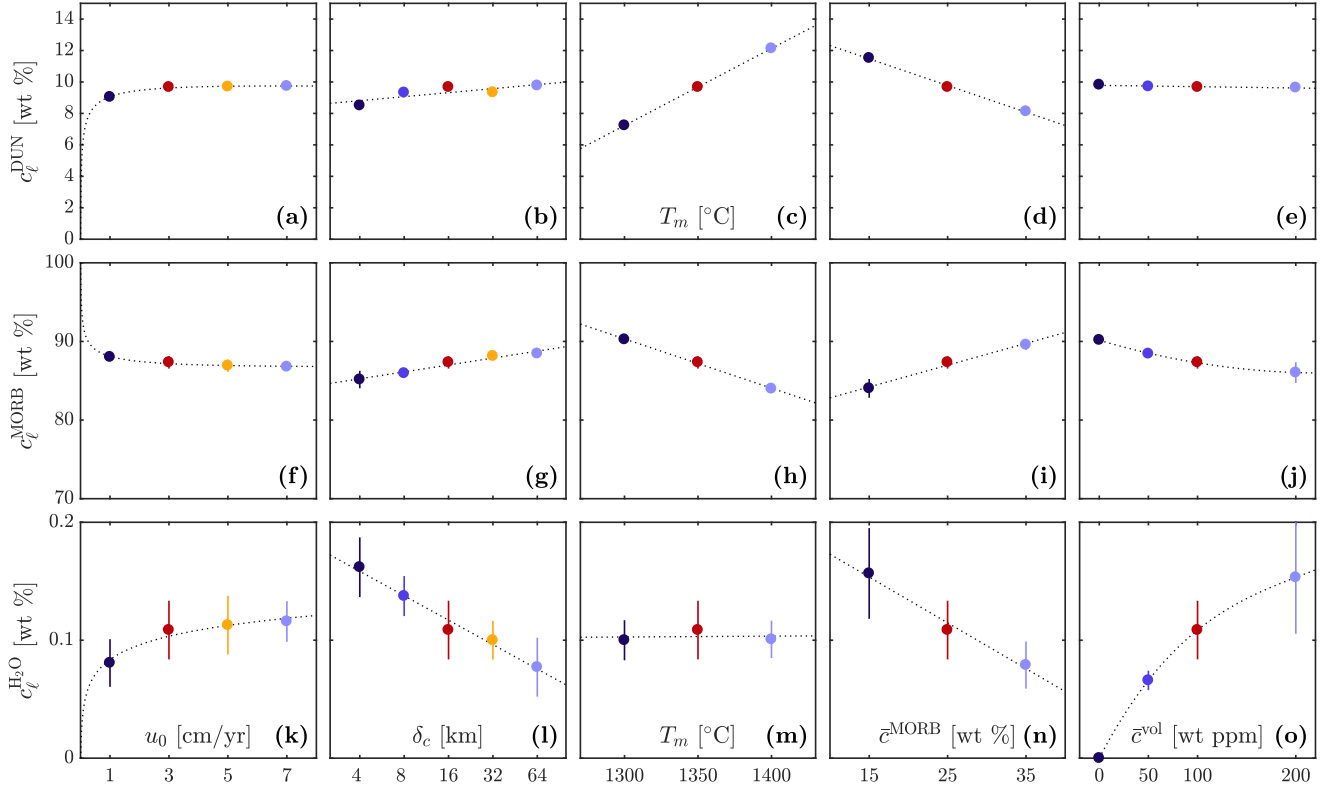 14
12
10
8
6
4
2
0
c_ℓ^DUN [wt %]
(a)
(b)
T_m [°C] (c)
(d)
(e)
100
90
80
70
c_ℓ^MORB [wt %]
(f)
(g)
(h)
(i)
(j)
0.2
0.1
0
c_ℓ^H₂O [wt %]
u_0 [cm/yr] (k)
δ_c [km] (l)
T_m [°C] (m)
c̄^MORB [wt %] (n)
c̄^vol [wt ppm] (o)
1 3 5 7
4 8 16 32 64
1300 1350 1400
15 25 35
0 50 100 200